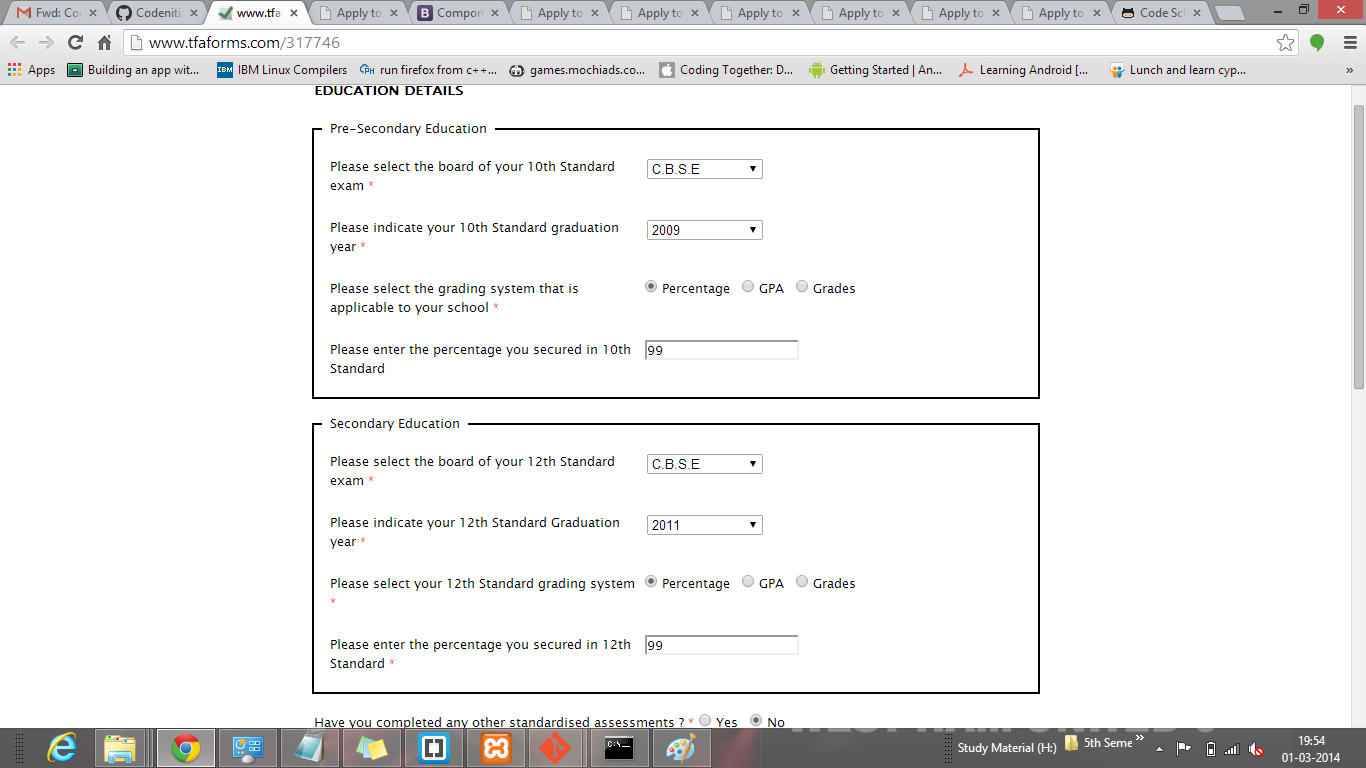 Fwd: Co
Codeniti
www.tfa
Apply to
Compon
Apply to
Apply to
Apply to
Apply to
Apply to
Apply to
Code Sc
www.tfaforms.com/317746
Apps
Building an app wit...
IBM Linux Compilers
run firefox from c++...
games.mochiads.co...
Coding Together: D...
Getting Started | An...
Learning Android [...
Lunch and learn cyp...
»
EDUCATION DETAILS
Pre-Secondary Education
Please select the board of your 10th Standard
exam *
C.B.S.E
Please indicate your 10th Standard graduation
year *
2009
Please select the grading system that is
applicable to your school *
Percentage GPA Grades
Please enter the percentage you secured in 10th
Standard
99
Secondary Education
Please select the board of your 12th Standard
exam *
C.B.S.E
Please indicate your 12th Standard Graduation
year *
2011
Please select your 12th Standard grading system
*
Percentage GPA Grades
Please enter the percentage you secured in 12th
Standard *
99
Have you completed any other standardised assessments ? * Yes No
Study Material (H:)
5th Seme
»
19:54
01-03-2014